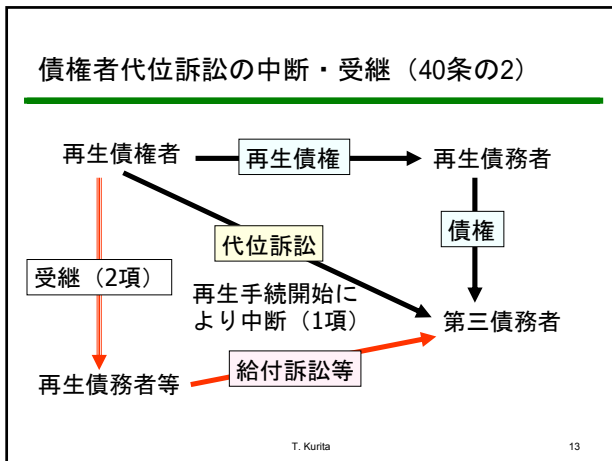 債権者代位訴訟の中断・受継（40条の2）
再生債権者
再生債権
再生債務者
代位訴訟
債権
受継（2項）
再生手続開始に
より中断（1項）
第三債務者
給付訴訟等
再生債務者等
T. Kurita
13